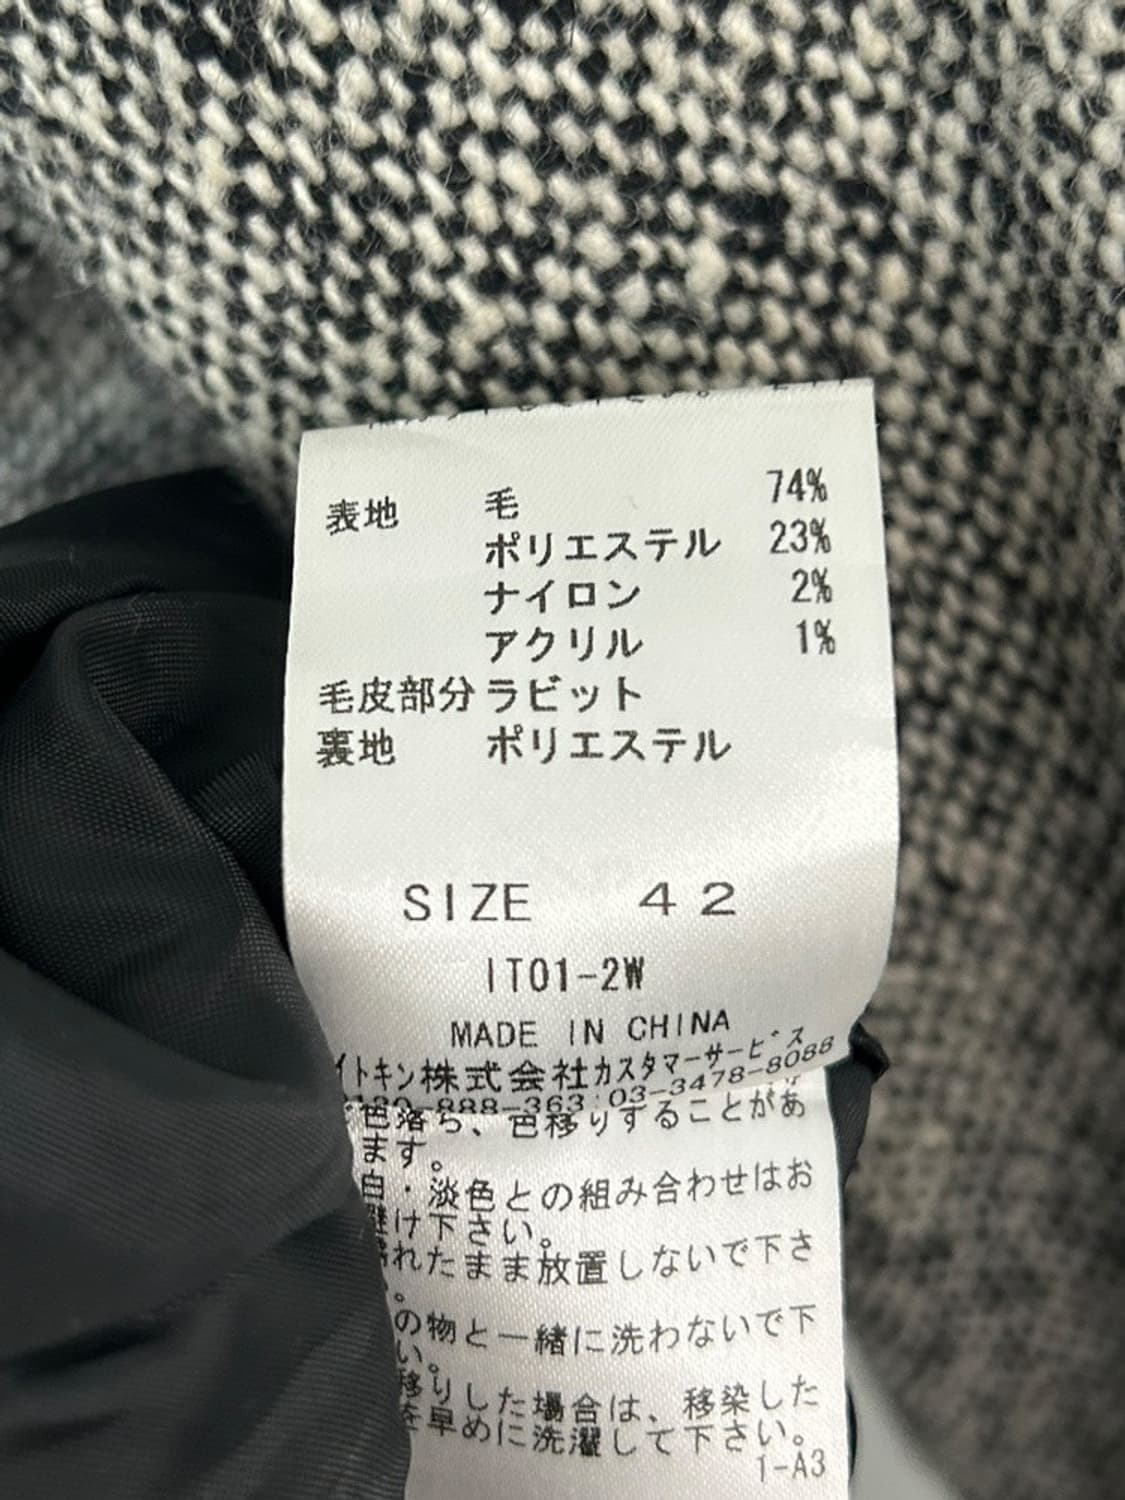 表地 毛 74%
ポリエステル 23%
ナイロン 2%
アクリル 1%
毛皮部分 ラビット
裏地 ポリエステル
SIZE 42
IT01-2W
MADE IN CHINA
イトキン株式会社カスタマーサービス
888-363 03-3478-8088
色落ち、色移りすることがあ
ます。
白・淡色との組み合わせはお
避け下さい。
れたまま放置しないで下さ
。
の物と一緒に洗わないで下
い。
移りした場合は、移染した
を早めに洗濯して下さい。
1-A3